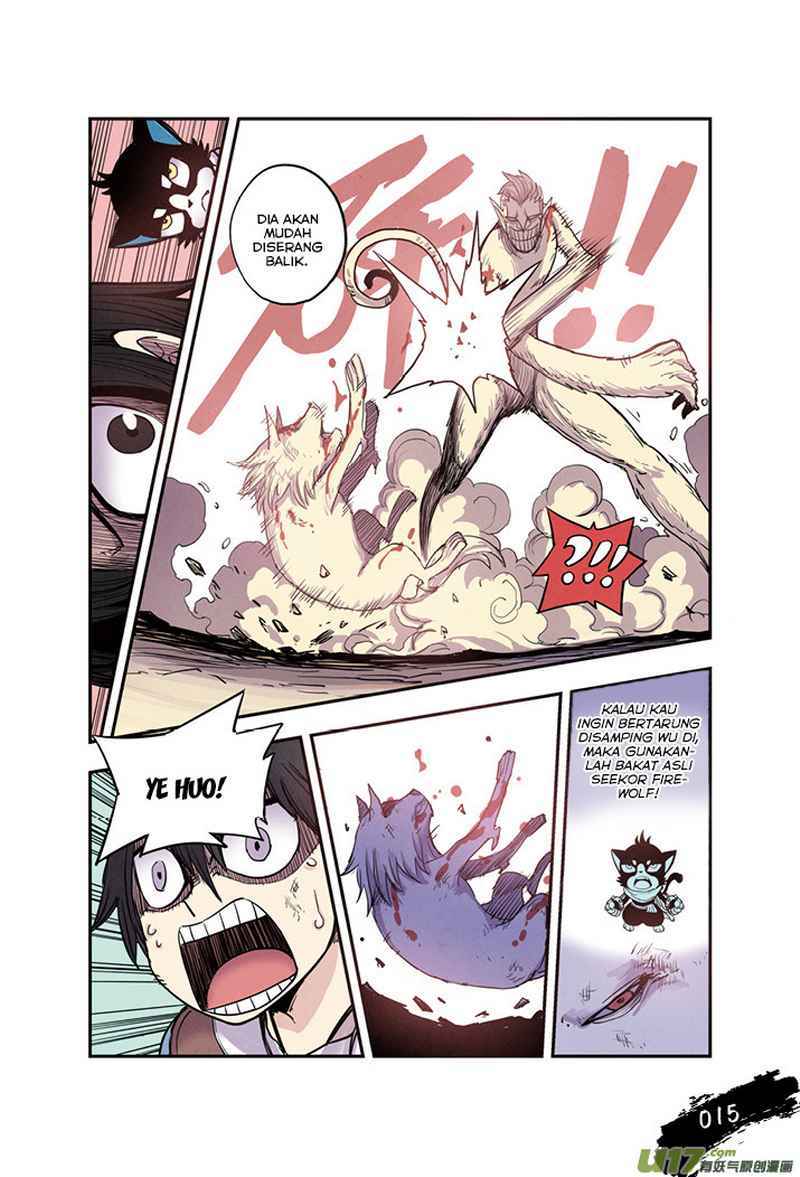 DIA AKAN
MUDAH
DISERANG
BALIK.
?!!!
YE HUO!
KALAU KAU
INGIN BERTARUNG
DISAMPING WU DI,
MAKA GUNAKAN-
LAH BAKAT ASLI
SEEKOR FIRE-
WOLF!
015
U17.com
有妖气原创漫画